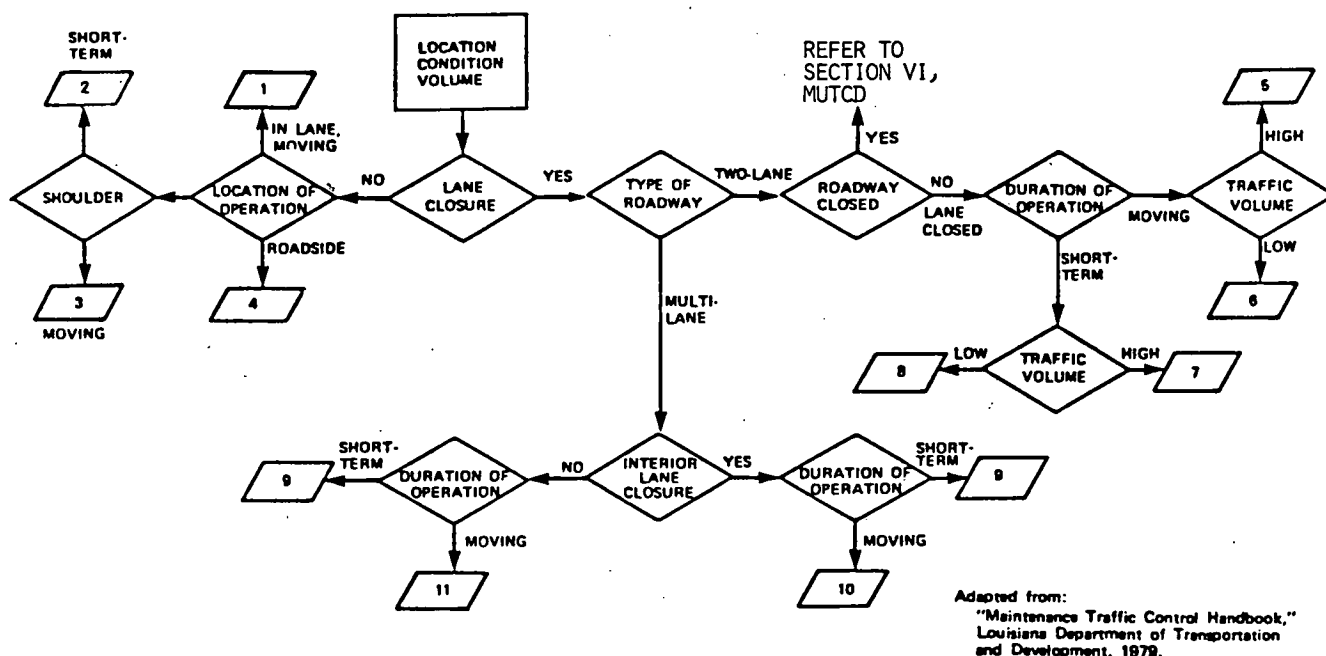 SHORT-
TERM
2
1
LOCATION
CONDITION
VOLUME
REFER TO
SECTION VI,
MUTCD
5
IN LANE,
MOVING
YES
HIGH
SHOULDER
LOCATION OF
OPERATION
NO
LANE
CLOSURE
YES
TYPE OF
ROADWAY
TWO-LANE
ROADWAY
CLOSED
NO
LANE
CLOSED
DURATION OF
OPERATION
MOVING
TRAFFIC
VOLUME
ROADSIDE
LOW
3
MOVING
4
MULTI-
LANE
SHORT-
TERM
6
8
LOW
TRAFFIC
VOLUME
HIGH
7
9
SHORT-
TERM
DURATION OF
OPERATION
NO
INTERIOR
LANE
CLOSURE
YES
DURATION OF
OPERATION
SHORT-
TERM
9
MOVING
MOVING
11
10
Adapted from:
"Maintenance Traffic Control Handbook,"
Louisiana Department of Transportation
and Development, 1979.